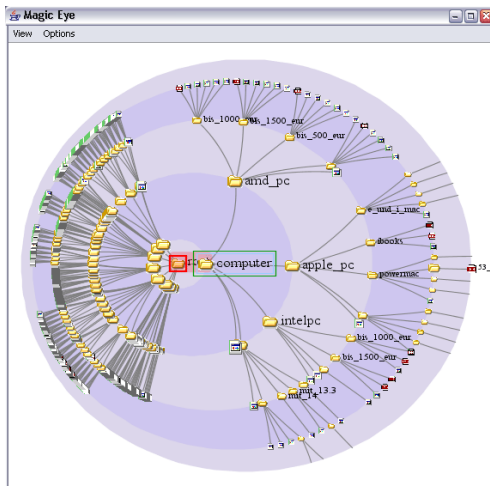 Magic Eye
View Options
bis_1000_eur
bis_1500_eur
bis_500_eur
amd_pc
e_und_i_mac
ibooks
computer
apple_pc
53_
powermac
intelpc
bis_1000_eur
bis_1500_eur
mit_13.3
mit_14